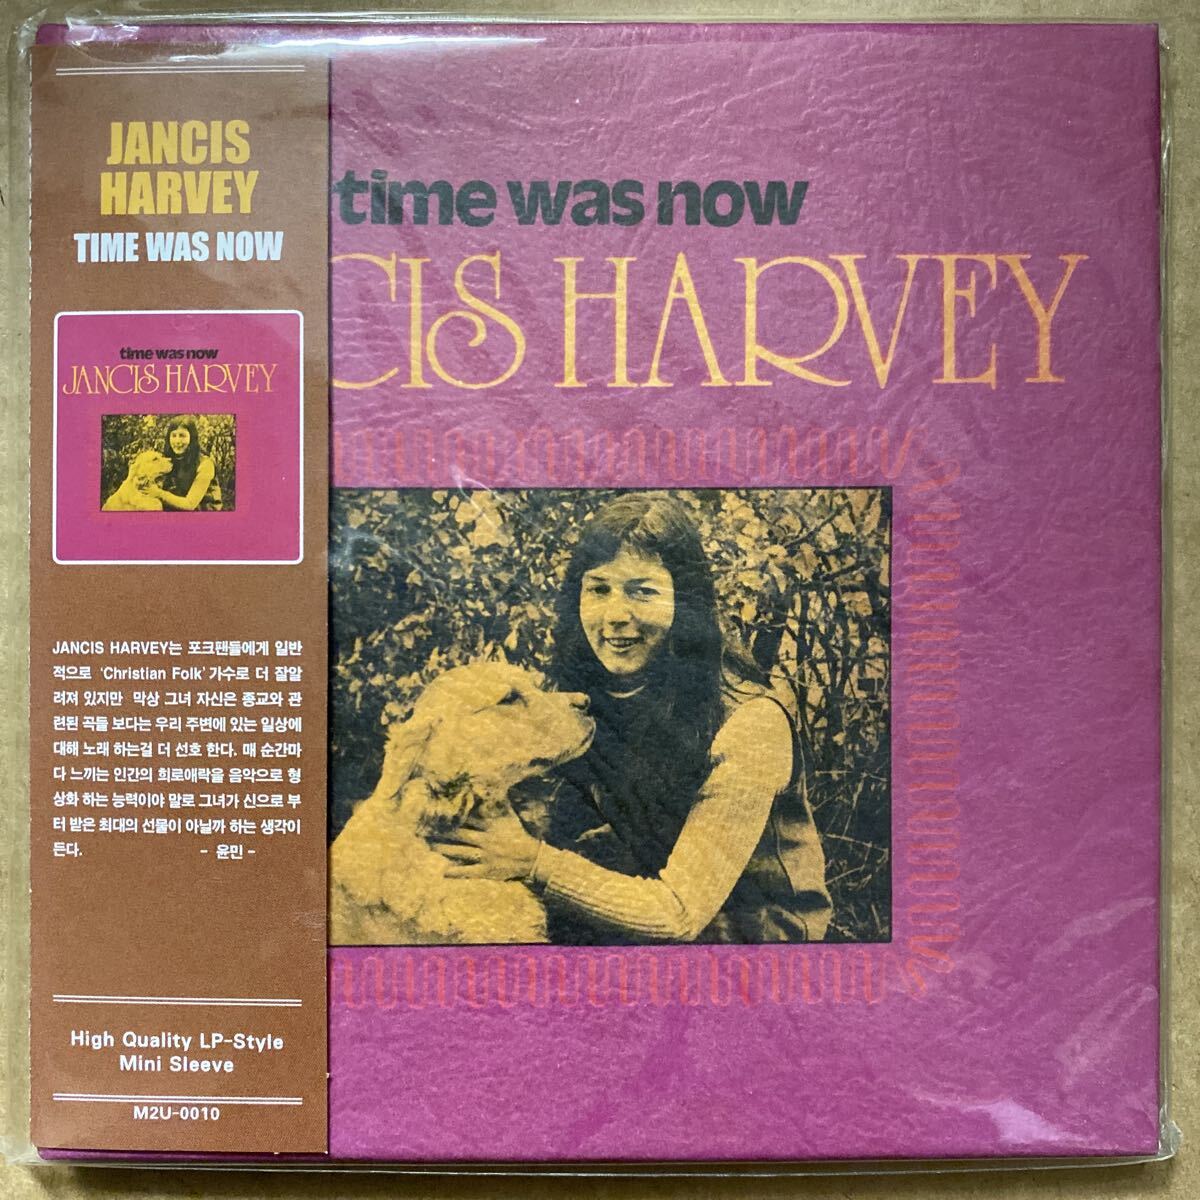 JANCIS
HARVEY
TIME WAS NOW
time was now
JANCIS HARVEY
JANCIS HARVEY는 포크팬들에게 일반
적으로 'Christian Folk' 가수로 더 잘알
려져 있지만 막상 그녀 자신은 종교와 관
련된 곡들 보다는 우리 주변에 있는 일상에
대해 노래 하는걸 더 선호 한다. 매 순간마
다 느끼는 인간의 희로애락을 음악으로 형
상화 하는 능력이야 말로 그녀가 신으로 부
터 받은 최대의 선물이 아닐까 하는 생각이
든다. - 윤민 -
High Quality LP-Style
Mini Sleeve
M2U-0010
time was now
CIS HARVEY